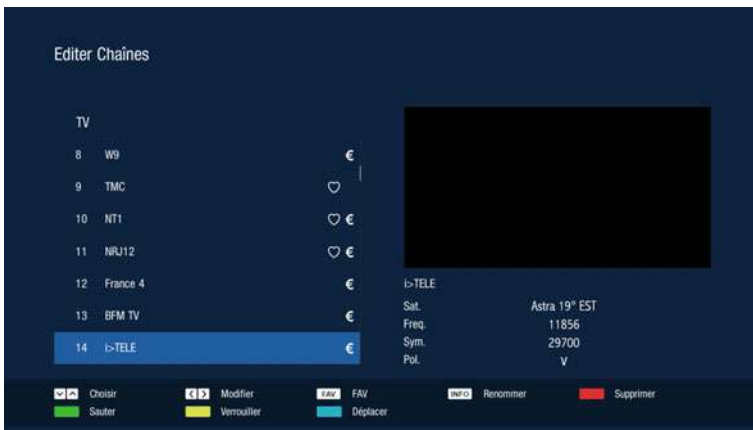 Editer Chaînes
TV
8 W9 €
9 TMC
10 NT1 €
11 NRJ12 €
12 France 4 €
13 BFM TV €
14 i>TELE €
i>TELE
Sat. Astra 19° EST
Freq. 11856
Sym. 29700
Pol. V
Choisir Modifier FAV FAV INFO Renommer Supprimer
Sauter Verrouiller Déplacer